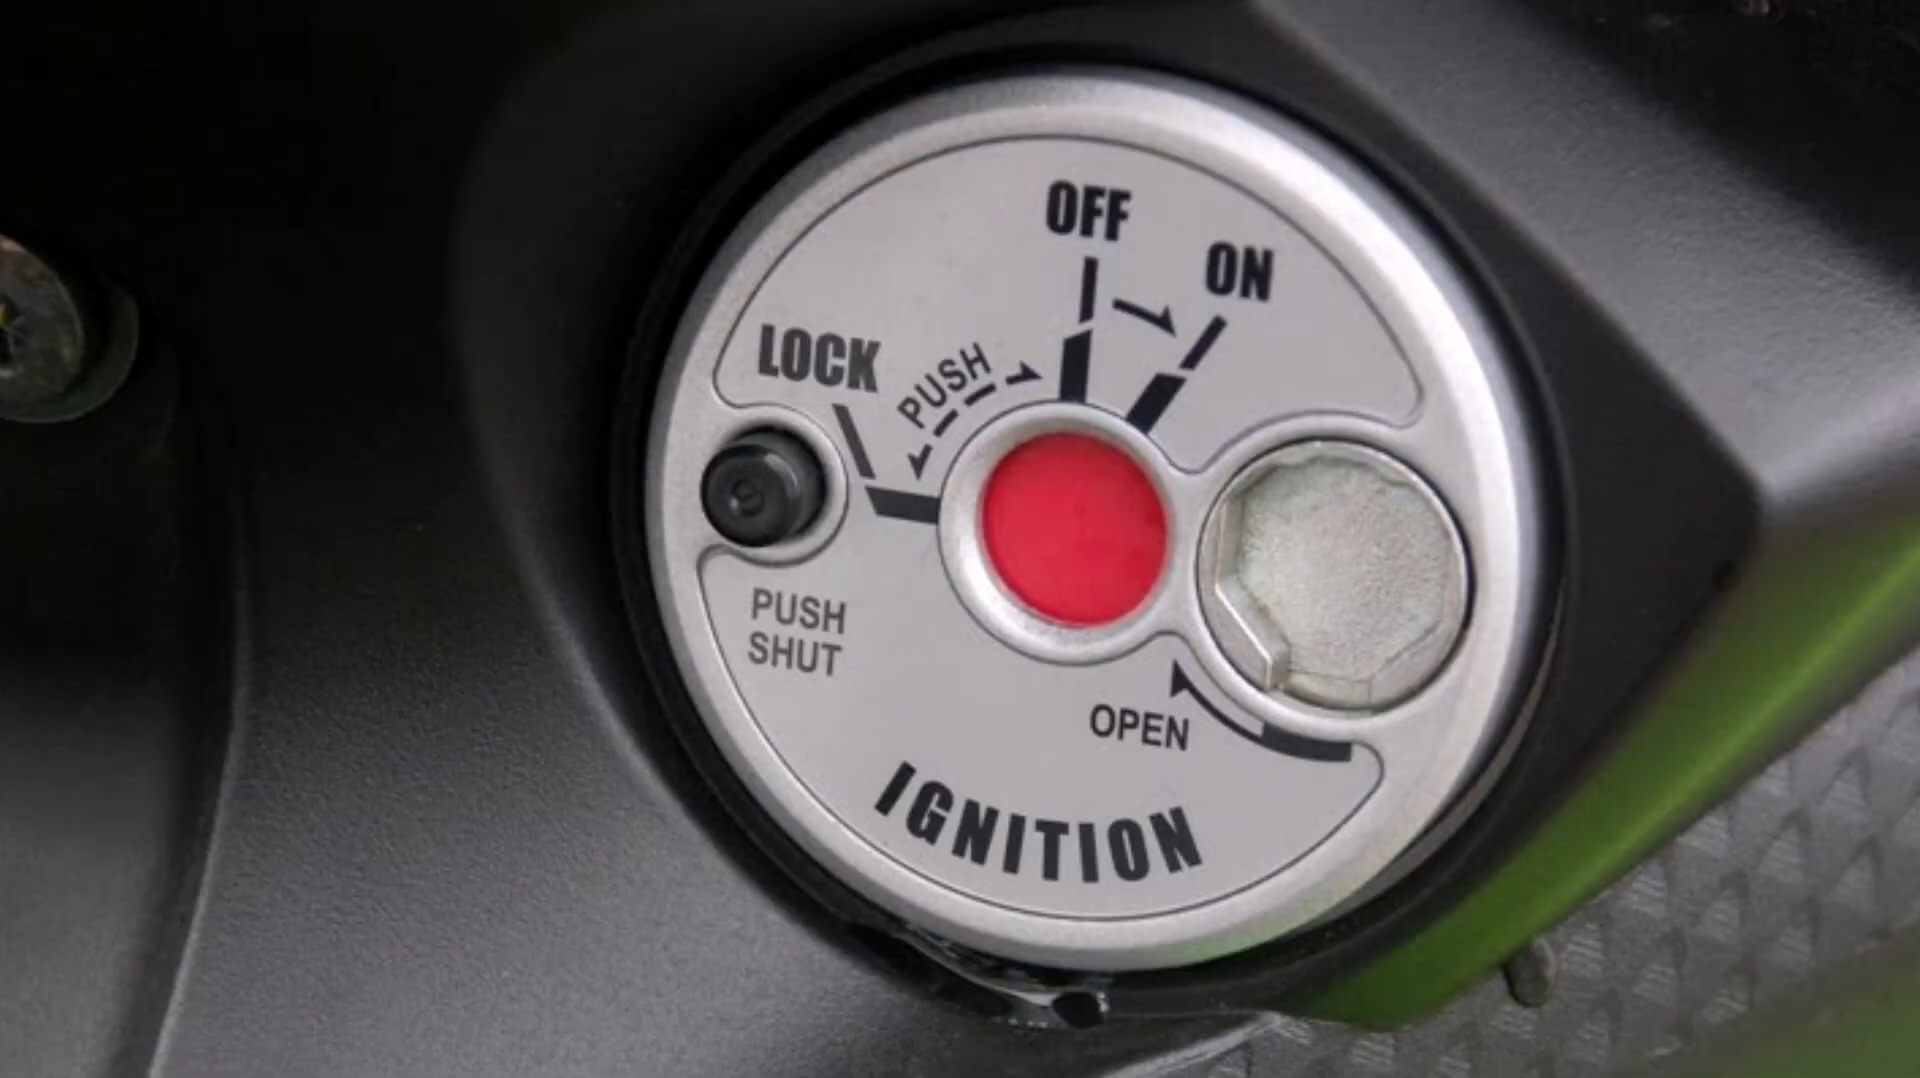 OFF
ON
LOCK
PUSH
PUSH
SHUT
OPEN
IGNITION